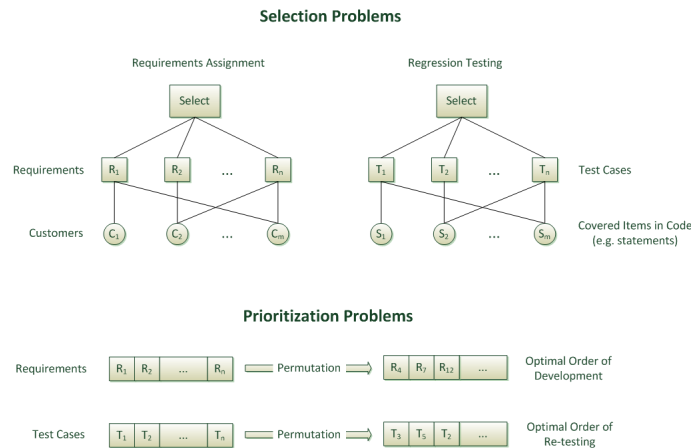 Selection Problems
Requirements Assignment
Regression Testing
Select
Select
Requirements
R₁ R₂ ... Rₙ
T₁ T₂ ... Tₙ
Test Cases
Customers
C₁ C₂ ... Cₘ
S₁ S₂ ... Sₘ
Covered Items in Code
(e.g. statements)
Prioritization Problems
Requirements
R₁ R₂ ... Rₙ
Permutation
R₄ R₇ R₁₂ ...
Optimal Order of
Development
Test Cases
T₁ T₂ ... Tₙ
Permutation
T₃ T₅ T₂ ...
Optimal Order of
Re-testing